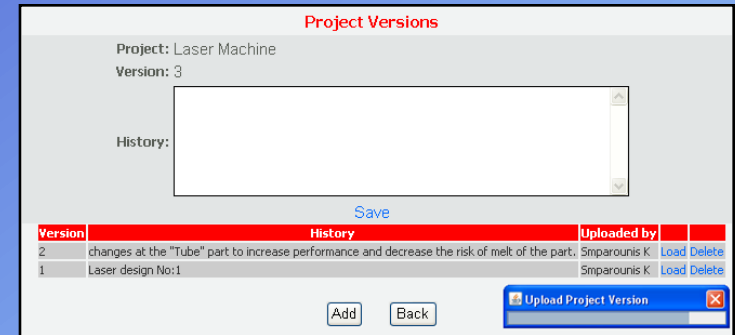 Project Versions
Project: Laser Machine
Version: 3
History:
Save
Version History Uploaded by
2 changes at the "Tube" part to increase performance and decrease the risk of melt of the part. Smparounis K Load Delete
1 Laser design No:1 Smparounis K Load Delete
Upload Project Version
Add Back